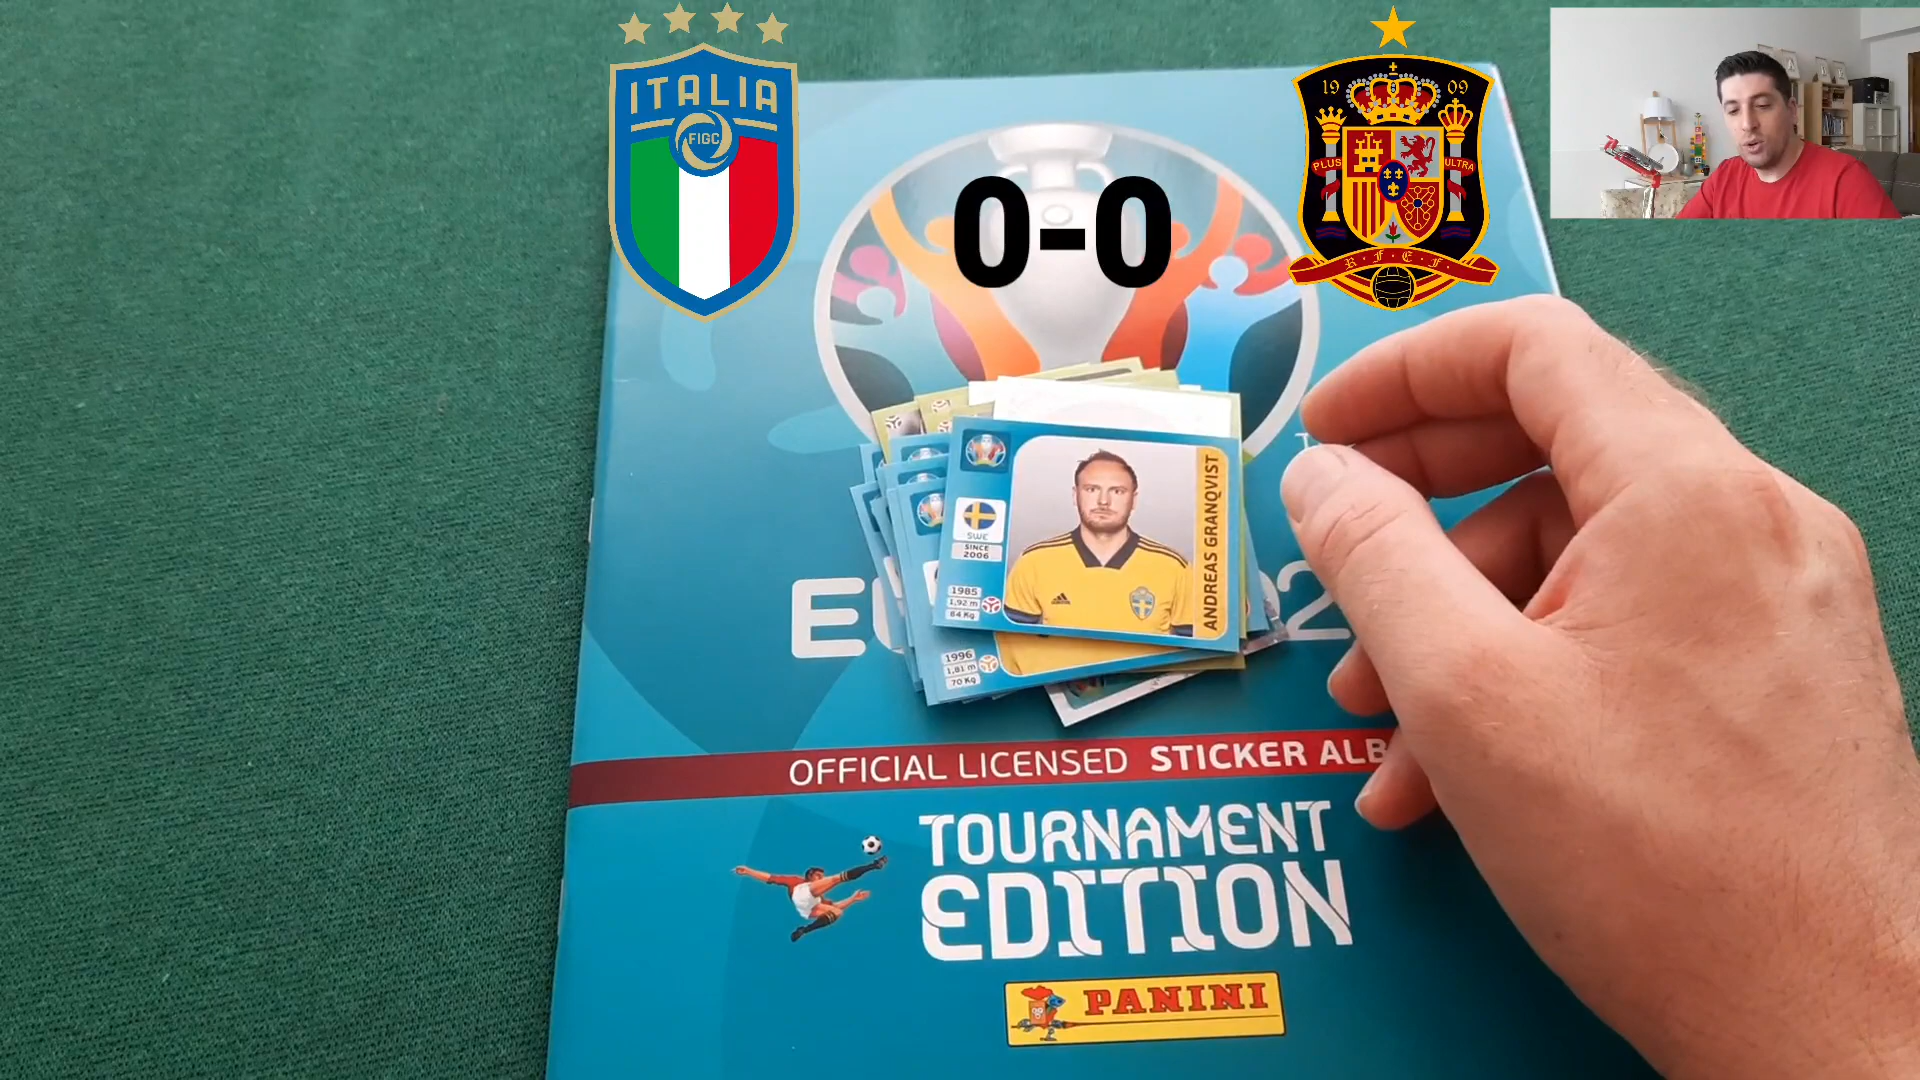 ITALIA
FIGC
0-0
19 09
PLUS ULTRA
R.F.E.F.
SWE
SINCE
2006
1985
1,92 m
84 Kg
ANDREAS GRANQVIST
1996
1,81 m
70 Kg
E 2
OFFICIAL LICENSED STICKER ALB
TOURNAMENT
EDITION
PANINI